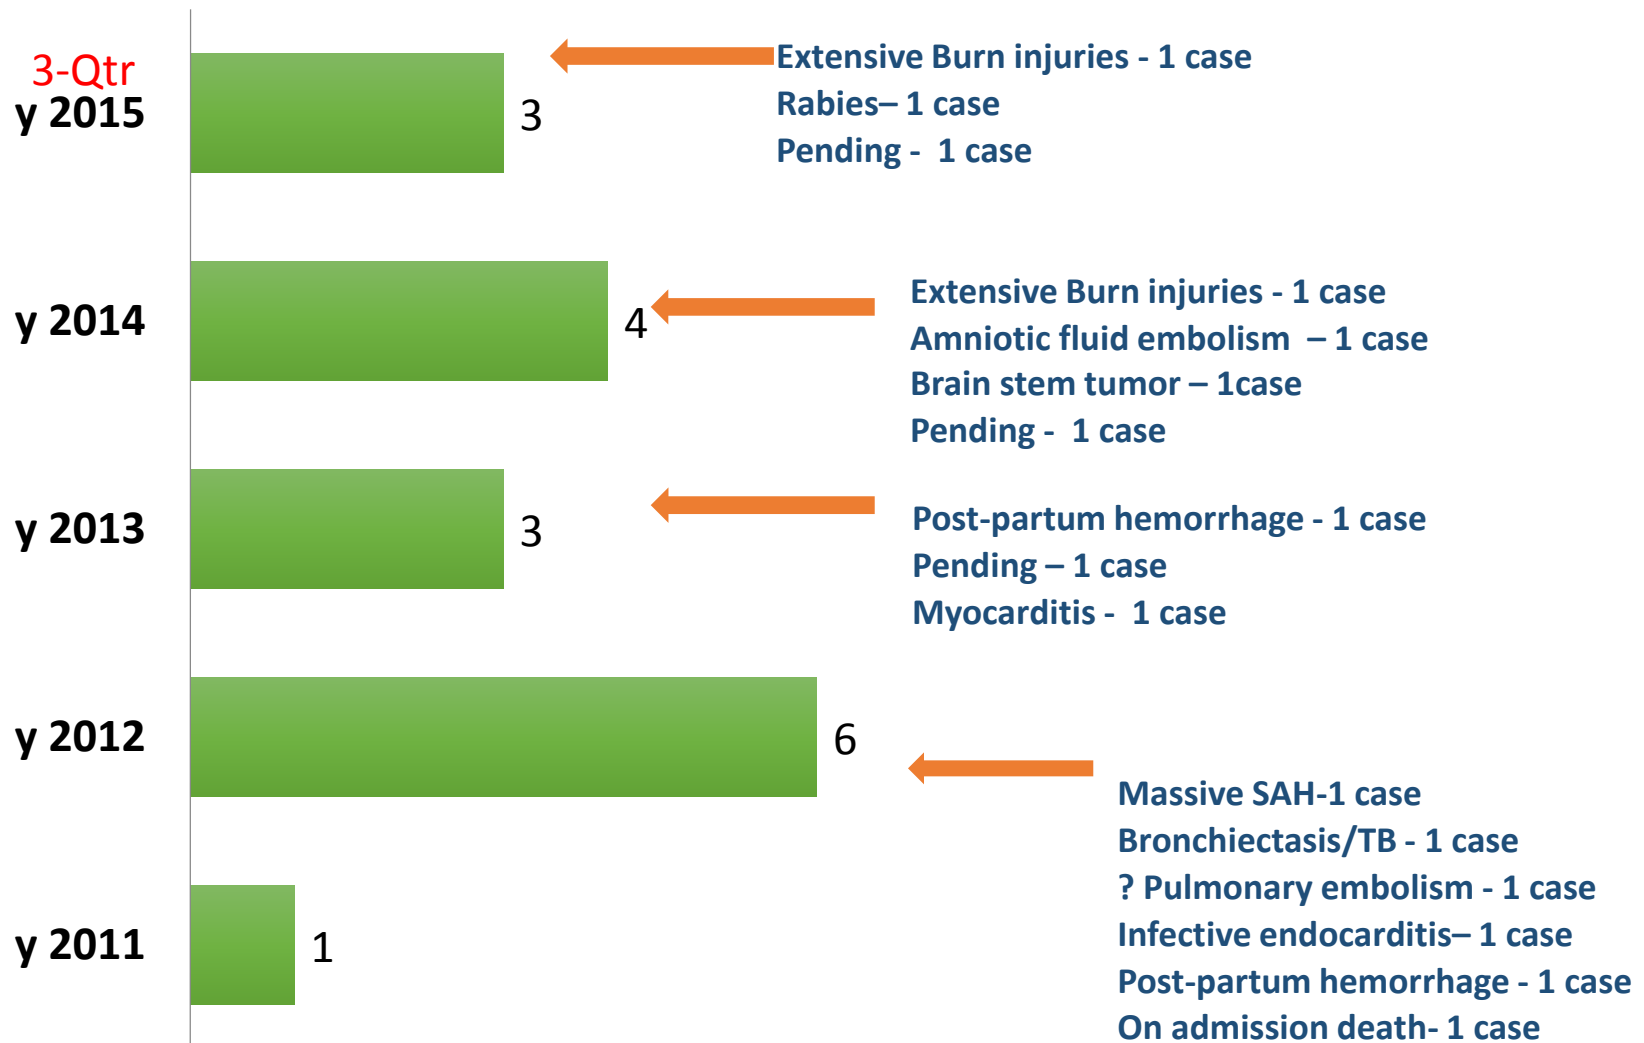 3-Qtr
y 2015
3
Extensive Burn injuries - 1 case
Rabies– 1 case
Pending -  1 case
y 2014
4
Extensive Burn injuries - 1 case
Amniotic fluid embolism  – 1 case
Brain stem tumor – 1case
Pending -  1 case
y 2013
3
Post-partum hemorrhage - 1 case
Pending – 1 case
Myocarditis -  1 case
y 2012
6
Massive SAH-1 case
Bronchiectasis/TB - 1 case
? Pulmonary embolism - 1 case
Infective endocarditis– 1 case
Post-partum hemorrhage - 1 case
On admission death- 1 case
y 2011
1